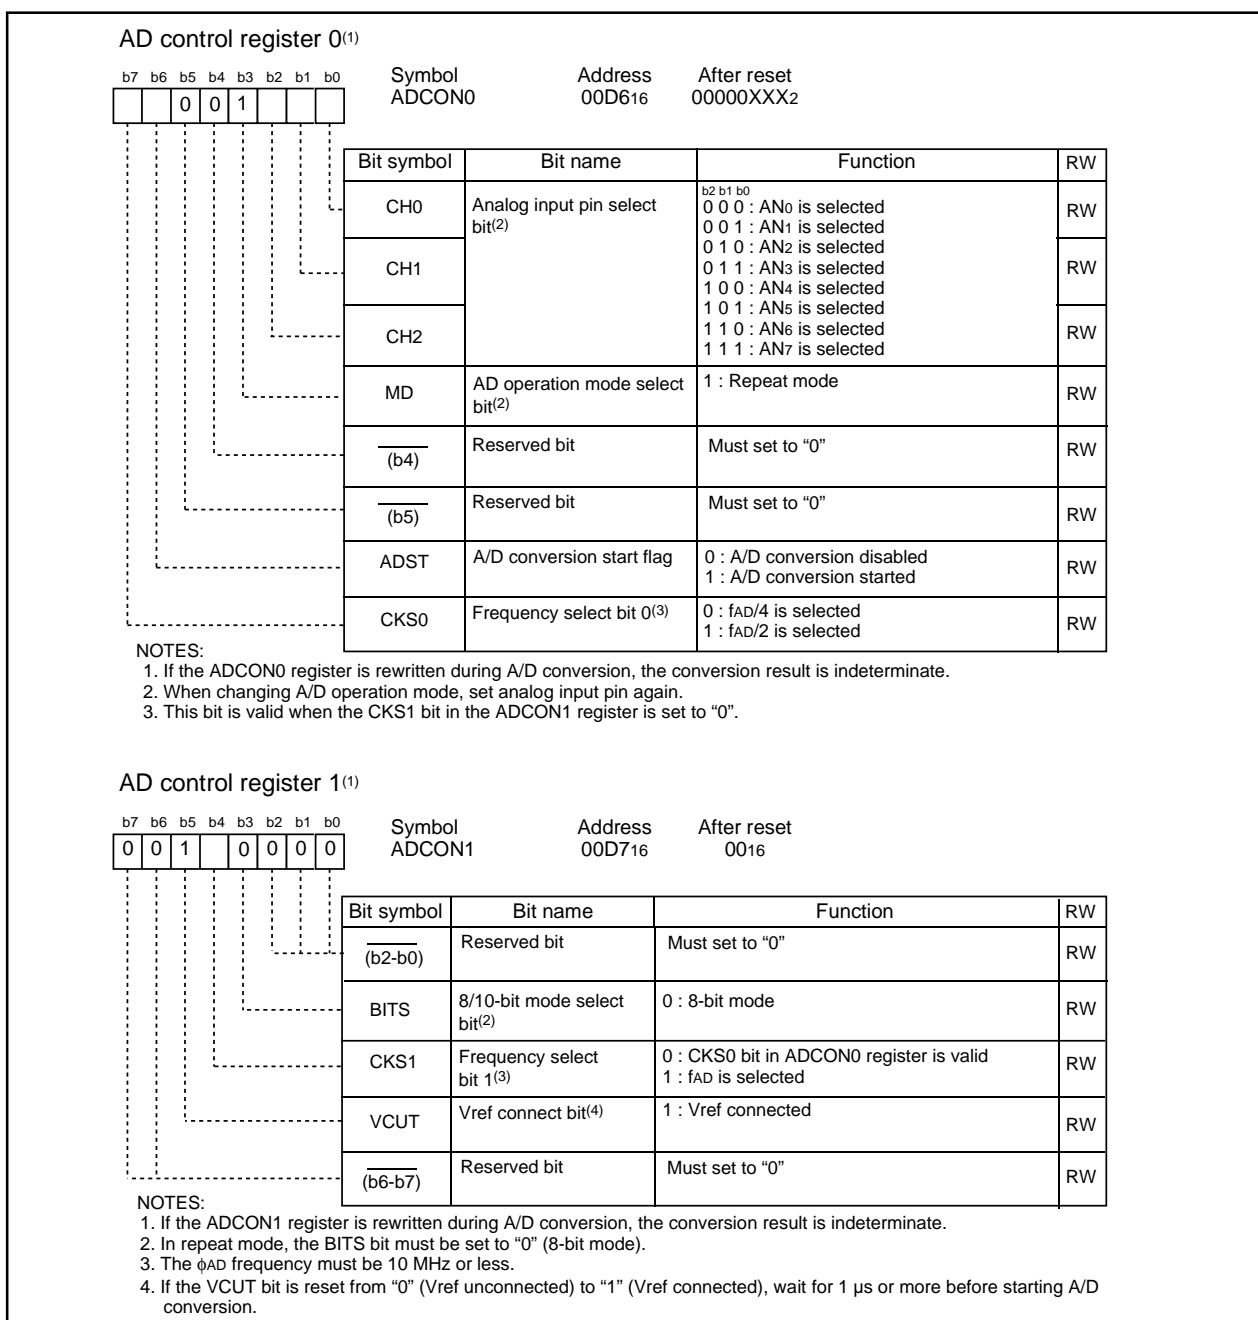 AD control register 0(1)
b7 b6 b5 b4 b3 b2 b1 b0
Symbol Address After reset
0 0 1
ADCON0 00D616 00000XXX2
Bit symbol Bit name Function RW
CH0 Analog input pin select bit(2) RW
b2 b1 b0
0 0 0 : AN0 is selected
0 0 1 : AN1 is selected
0 1 0 : AN2 is selected
CH1 RW
0 1 1 : AN3 is selected
1 0 0 : AN4 is selected
1 0 1 : AN5 is selected
CH2 RW
1 1 0 : AN6 is selected
1 1 1 : AN7 is selected
MD AD operation mode select bit(2) 1 : Repeat mode RW
(b4) Reserved bit Must set to “0” RW
(b5) Reserved bit Must set to “0” RW
ADST A/D conversion start flag 0 : A/D conversion disabled RW
1 : A/D conversion started
CKS0 Frequency select bit 0(3) 0 : fAD/4 is selected RW
1 : fAD/2 is selected
NOTES:
1. If the ADCON0 register is rewritten during A/D conversion, the conversion result is indeterminate.
2. When changing A/D operation mode, set analog input pin again.
3. This bit is valid when the CKS1 bit in the ADCON1 register is set to “0”.
AD control register 1(1)
b7 b6 b5 b4 b3 b2 b1 b0
Symbol Address After reset
0 0 1 0 0 0 0
ADCON1 00D716 0016
Bit symbol Bit name Function RW
(b2-b0) Reserved bit Must set to “0” RW
BITS 8/10-bit mode select bit(2) 0 : 8-bit mode RW
CKS1 Frequency select bit 1(3) 0 : CKS0 bit in ADCON0 register is valid RW
1 : fAD is selected
VCUT Vref connect bit(4) 1 : Vref connected RW
(b6-b7) Reserved bit Must set to “0” RW
NOTES:
1. If the ADCON1 register is rewritten during A/D conversion, the conversion result is indeterminate.
2. In repeat mode, the BITS bit must be set to “0” (8-bit mode).
3. The ϕAD frequency must be 10 MHz or less.
4. If the VCUT bit is reset from “0” (Vref unconnected) to “1” (Vref connected), wait for 1 µs or more before starting A/D
conversion.